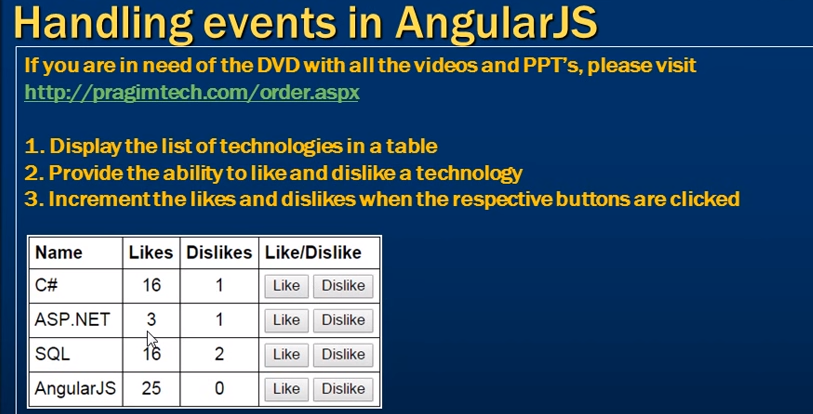 Handling events in AngularJS
If you are in need of the DVD with all the videos and PPT's, please visit
http://pragimtech.com/order.aspx
1. Display the list of technologies in a table
2. Provide the ability to like and dislike a technology
3. Increment the likes and dislikes when the respective buttons are clicked
Name Likes Dislikes Like/Dislike
C# 16 1 Like Dislike
ASP.NET 3 1 Like Dislike
SQL 16 2 Like Dislike
AngularJS 25 0 Like Dislike